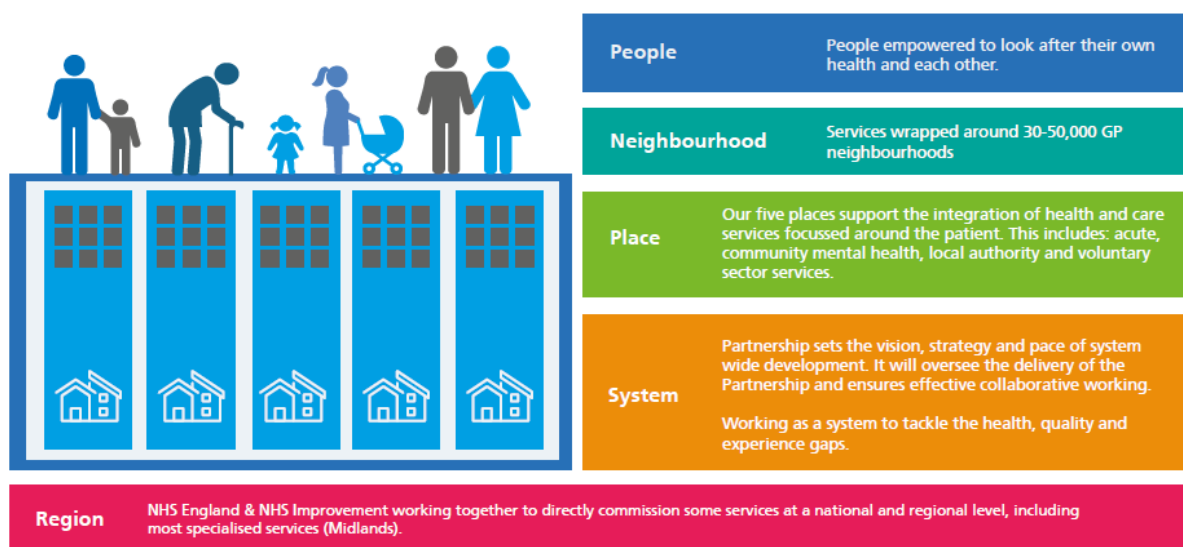 People
People empowered to look after their own
health and each other.
Neighbourhood
Services wrapped around 30-50,000 GP
neighbourhoods
Place
Our five places support the integration of health and care
services focussed around the patient. This includes: acute,
community mental health, local authority and voluntary
sector services.
System
Partnership sets the vision, strategy and pace of system
wide development. It will oversee the delivery of the
Partnership and ensures effective collaborative working.
Working as a system to tackle the health, quality and
experience gaps.
Region
NHS England & NHS Improvement working together to directly commission some services at a national and regional level, including
most specialised services (Midlands).